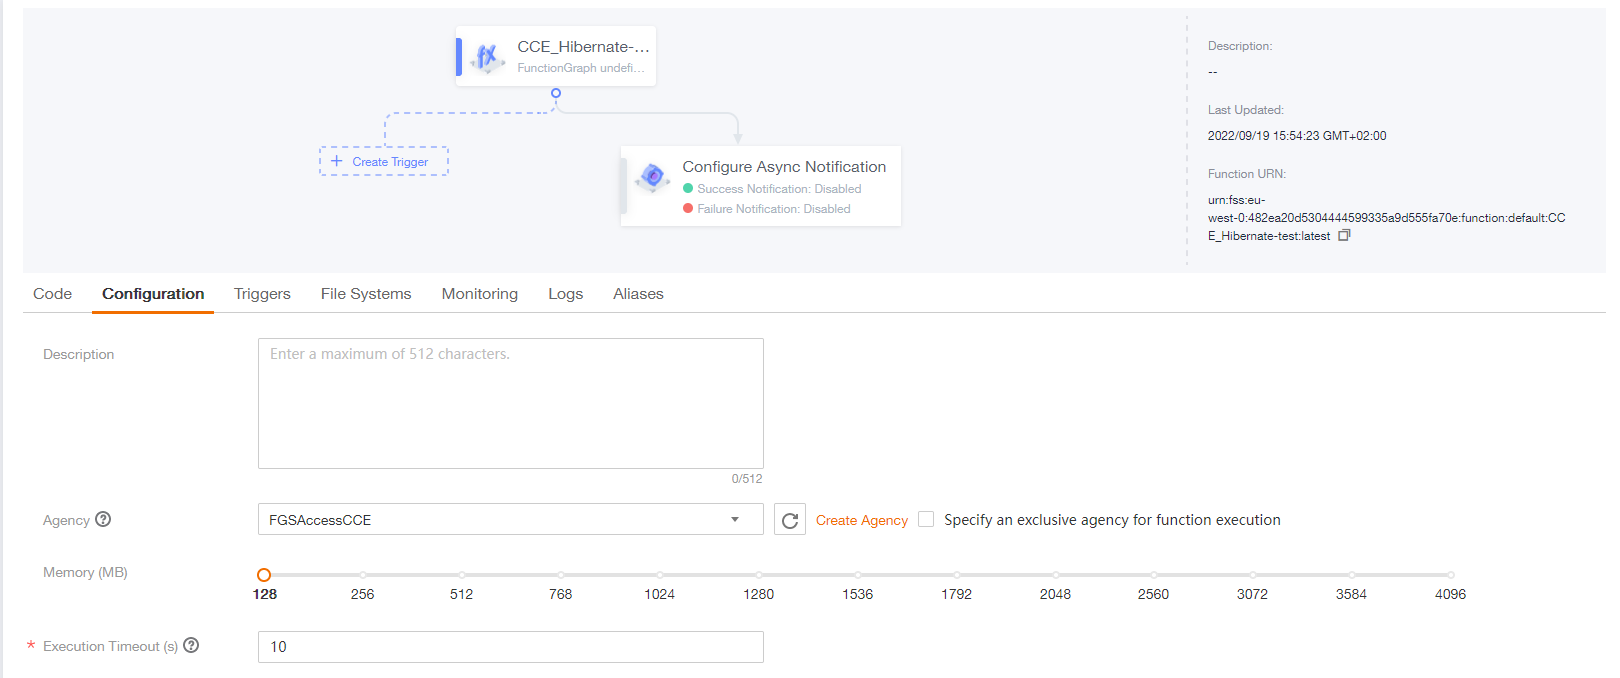 CCE_Hibernate-...
FunctionGraph undefi...
Create Trigger
Configure Async Notification
Success Notification: Disabled
Failure Notification: Disabled
Description:
--
Last Updated:
2022/09/19 15:54:23 GMT+02:00
Function URN:
urn:fss:eu-
west-0:482ea20d5304444599335a9d555fa70e:function:default:CC
E_Hibernate-test:latest
Code Configuration Triggers File Systems Monitoring Logs Aliases
Description
Enter a maximum of 512 characters.
0/512
Agency ? FGSAccessCCE Create Agency Specify an exclusive agency for function execution
Memory (MB)
128 256 512 768 1024 1280 1536 1792 2048 2560 3072 3584 4096
* Execution Timeout (s) ? 10